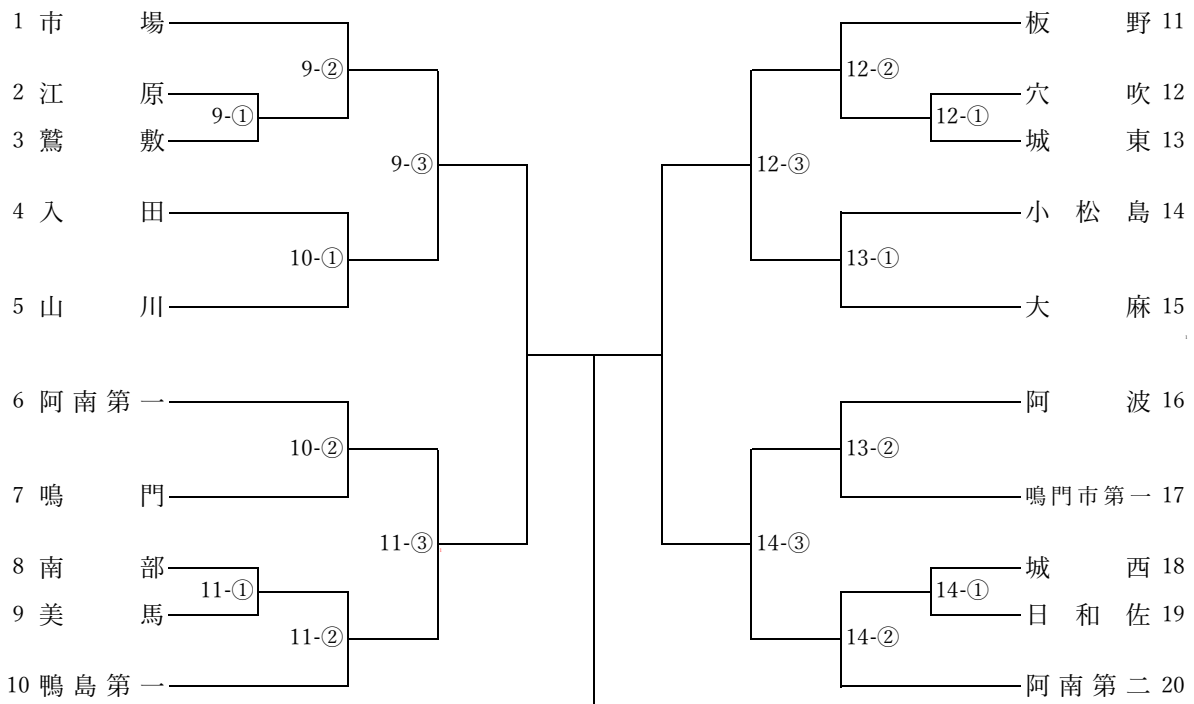 1 市場
9-②
2 江原
9-①
3 鷲敷
9-③
4 入田
10-①
5 山川
6 阿南第一
10-②
7 鳴門
11-③
8 南部
11-①
9 美馬
11-②
10 鴨島第一
板野 11
12-②
穴吹 12
12-①
城東 13
12-③
小松島 14
13-①
大麻 15
阿波 16
13-②
鳴門市第一 17
14-③
城西 18
14-①
日和佐 19
14-②
阿南第二 20